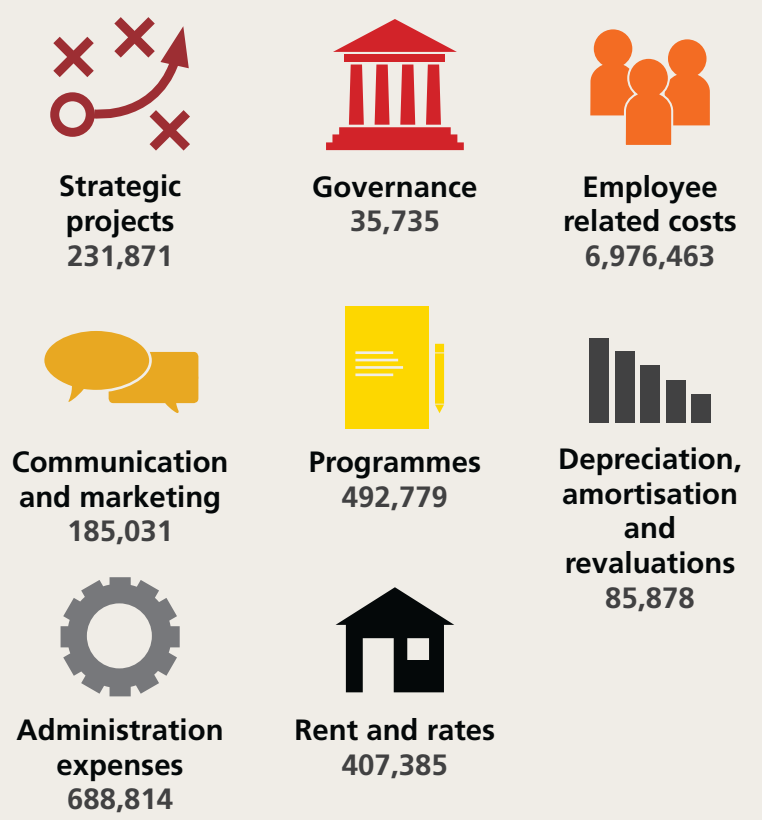 Strategic
projects
231,871
Governance
35,735
Employee
related costs
6,976,463
Communication
and marketing
185,031
Programmes
492,779
Depreciation,
amortisation
and
revaluations
85,878
Administration
expenses
688,814
Rent and rates
407,385